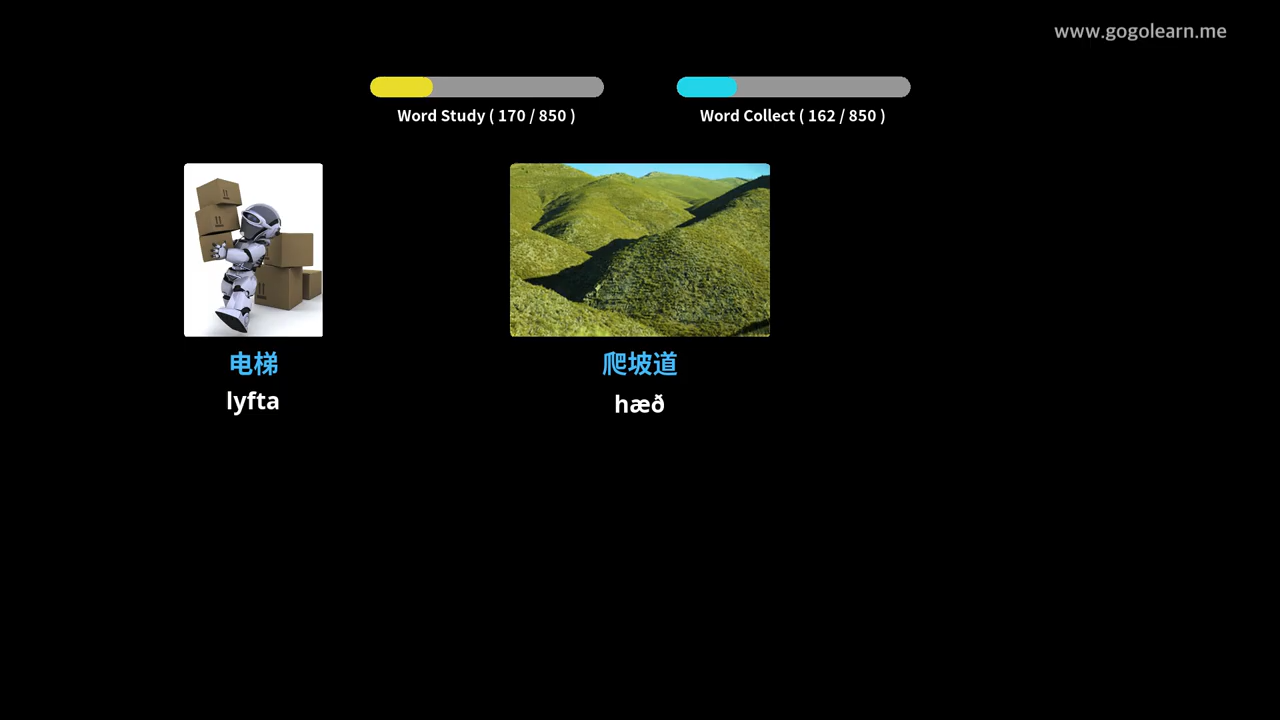 www.gogolearn.me
Word Study ( 170 / 850 )
Word Collect ( 162 / 850 )
电梯
lyfta
爬坡道
hæð